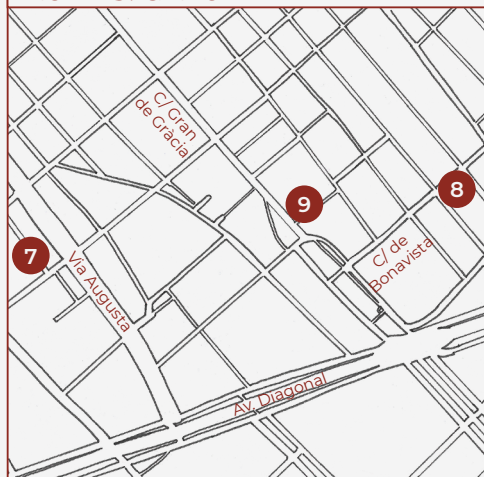 C/ Gran
de Gràcia
8
9
C/ de
Bonavista
7
Via Augusta
Av. Diagonal